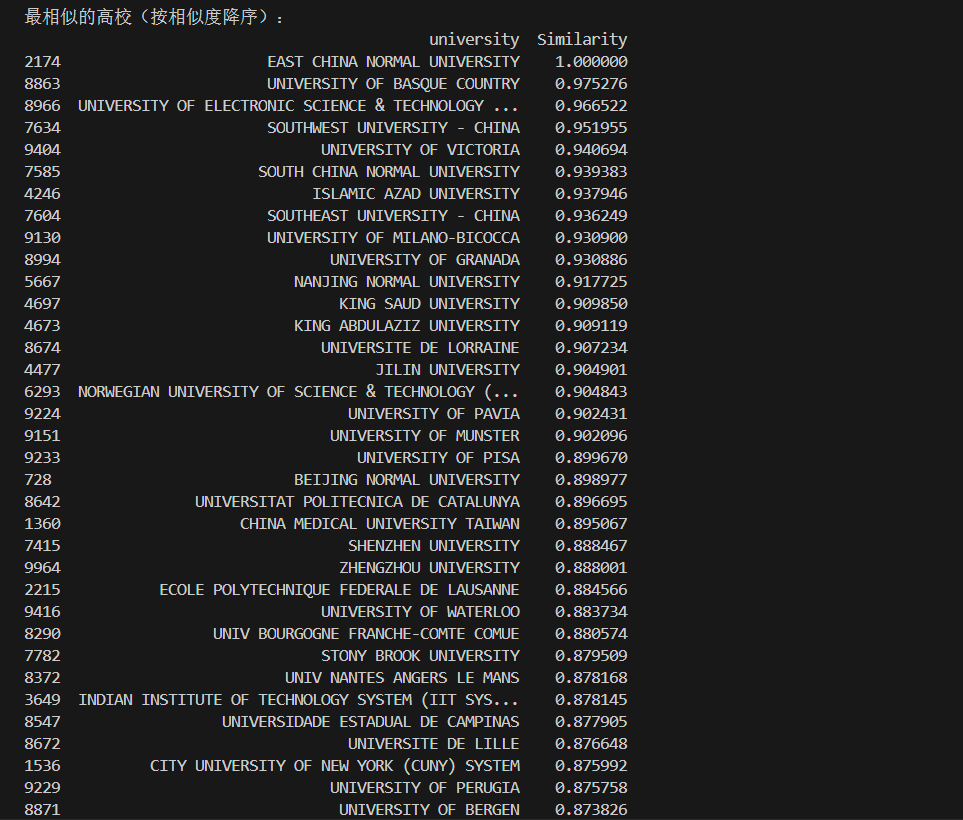 最相似的高校（按相似度降序）：
university Similarity
2174 EAST CHINA NORMAL UNIVERSITY 1.000000
8863 UNIVERSITY OF BASQUE COUNTRY 0.975276
8966 UNIVERSITY OF ELECTRONIC SCIENCE & TECHNOLOGY ... 0.966522
7634 SOUTHWEST UNIVERSITY - CHINA 0.951955
9404 UNIVERSITY OF VICTORIA 0.940694
7585 SOUTH CHINA NORMAL UNIVERSITY 0.939383
4246 ISLAMIC AZAD UNIVERSITY 0.937946
7604 SOUTHEAST UNIVERSITY - CHINA 0.936249
9130 UNIVERSITY OF MILANO-BICOCCA 0.930900
8994 UNIVERSITY OF GRANADA 0.930886
5667 NANJING NORMAL UNIVERSITY 0.917725
4697 KING SAUD UNIVERSITY 0.909850
4673 KING ABDULAZIZ UNIVERSITY 0.909119
8674 UNIVERSITE DE LORRAINE 0.907234
4477 JILIN UNIVERSITY 0.904901
6293 NORWEGIAN UNIVERSITY OF SCIENCE & TECHNOLOGY (... 0.904843
9224 UNIVERSITY OF PAVIA 0.902431
9151 UNIVERSITY OF MUNSTER 0.902096
9233 UNIVERSITY OF PISA 0.899670
728 BEIJING NORMAL UNIVERSITY 0.898977
8642 UNIVERSITAT POLITECNICA DE CATALUNYA 0.896695
1360 CHINA MEDICAL UNIVERSITY TAIWAN 0.895067
7415 SHENZHEN UNIVERSITY 0.888467
9964 ZHENGZHOU UNIVERSITY 0.888001
2215 ECOLE POLYTECHNIQUE FEDERALE DE LAUSANNE 0.884566
9416 UNIVERSITY OF WATERLOO 0.883734
8290 UNIV BOURGOGNE FRANCHE-COMTE COMUE 0.880574
7782 STONY BROOK UNIVERSITY 0.879509
8372 UNIV NANTES ANGERS LE MANS 0.878168
3649 INDIAN INSTITUTE OF TECHNOLOGY SYSTEM (IIT SYS... 0.878145
8547 UNIVERSIDADE ESTADUAL DE CAMPINAS 0.877905
8672 UNIVERSITE DE LILLE 0.876648
1536 CITY UNIVERSITY OF NEW YORK (CUNY) SYSTEM 0.875992
9229 UNIVERSITY OF PERUGIA 0.875758
8871 UNIVERSITY OF BERGEN 0.873826